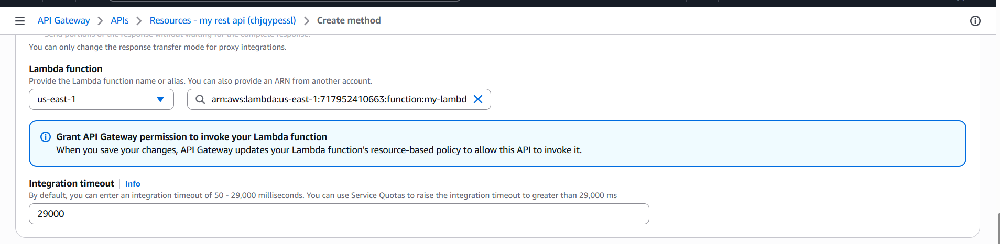 API Gateway > APIs > Resources - my rest api (chjqypessl) > Create method
Send portions of the response without waiting for the complete response.
You can only change the response transfer mode for proxy integrations.
Lambda function
Provide the Lambda function name or alias. You can also provide an ARN from another account.
us-east-1 arn:aws:lambda:us-east-1:717952410663:function:my-lambd
Grant API Gateway permission to invoke your Lambda function
When you save your changes, API Gateway updates your Lambda function's resource-based policy to allow this API to invoke it.
Integration timeout Info
By default, you can enter an integration timeout of 50 - 29,000 milliseconds. You can use Service Quotas to raise the integration timeout to greater than 29,000 ms
29000